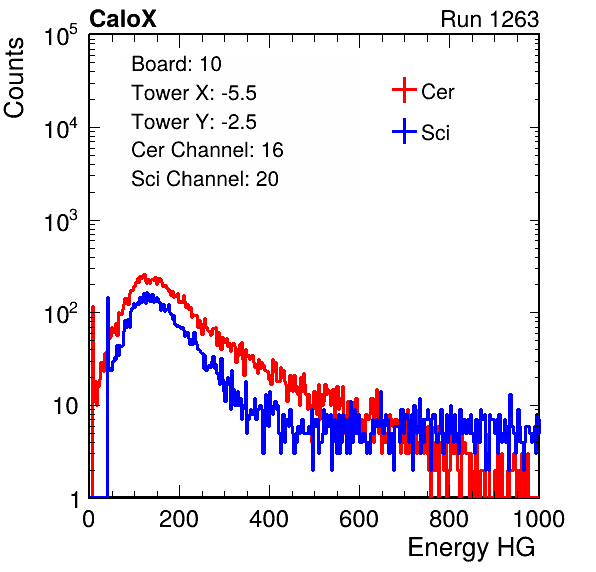 CaloX Run 1263
Counts
10^5
10^4
10^3
10^2
10
1
Board: 10
Tower X: -5.5
Tower Y: -2.5
Cer Channel: 16
Sci Channel: 20
Cer
Sci
0 200 400 600 800 1000
Energy HG